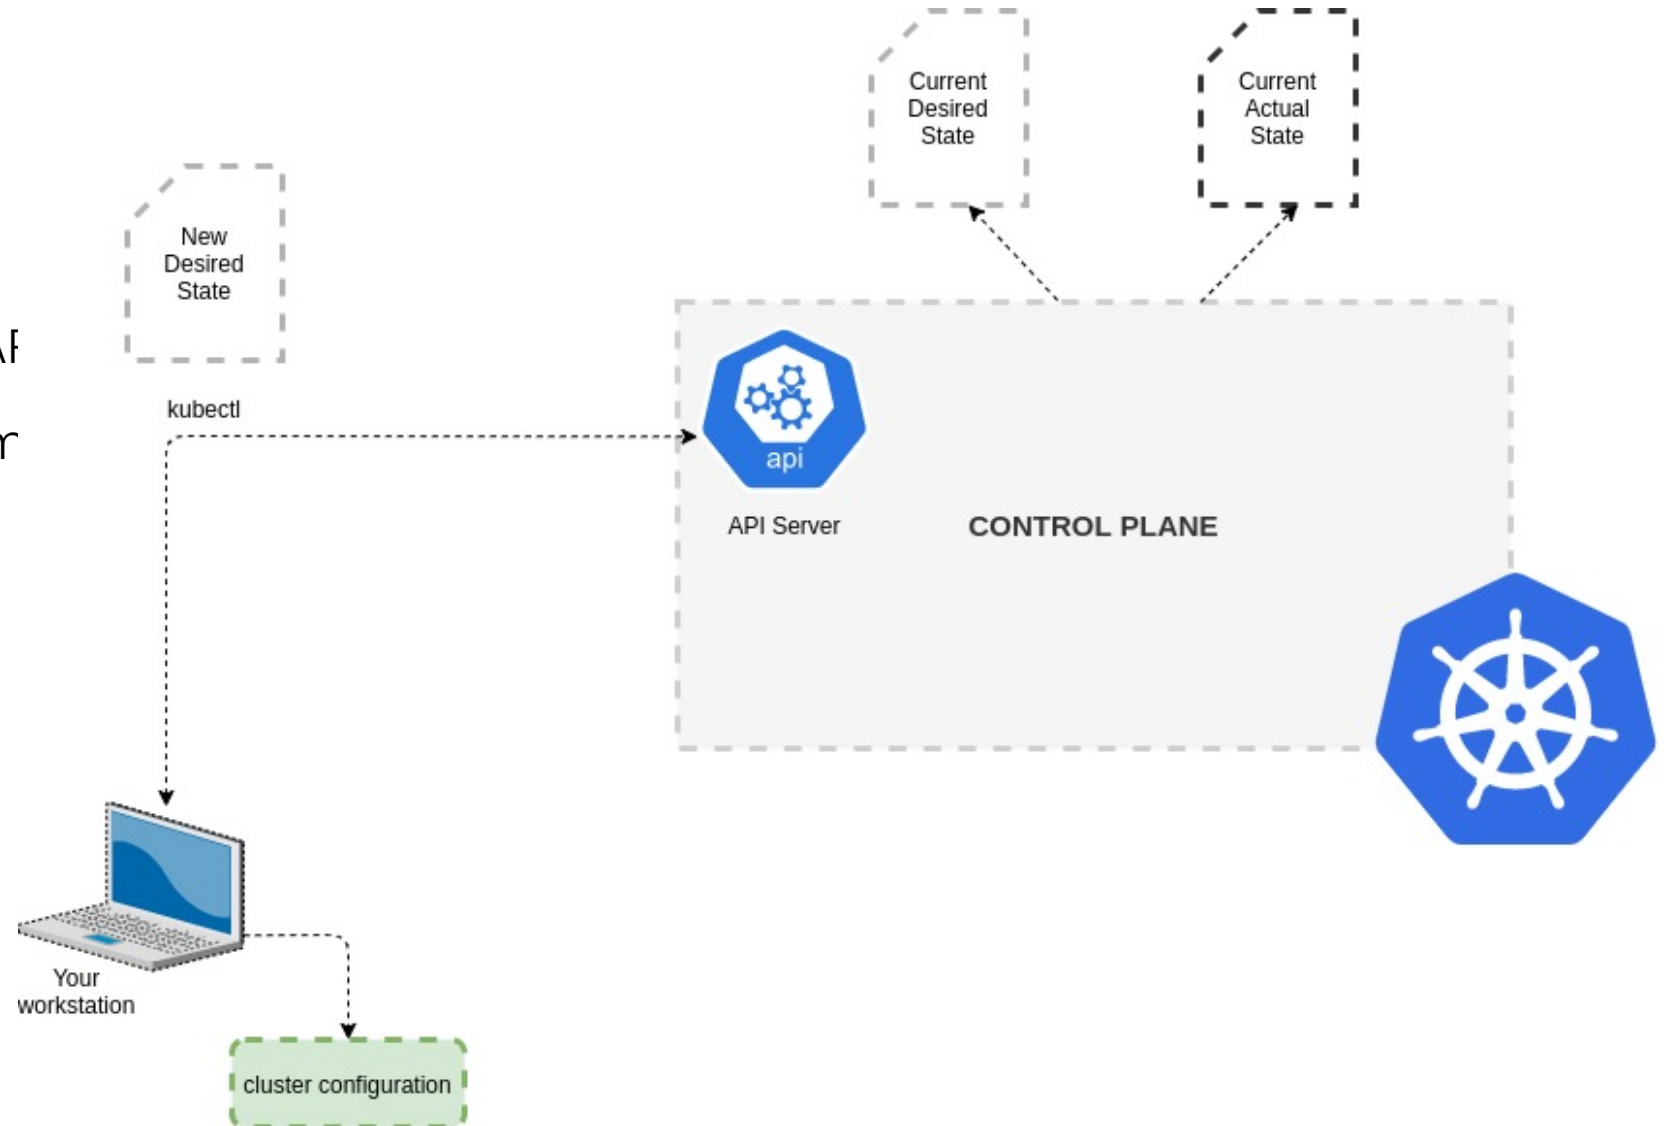 Current
Desired
State
Current
Actual
State
New
Desired
State
kubectl
api
API Server
CONTROL PLANE
Your
workstation
cluster configuration